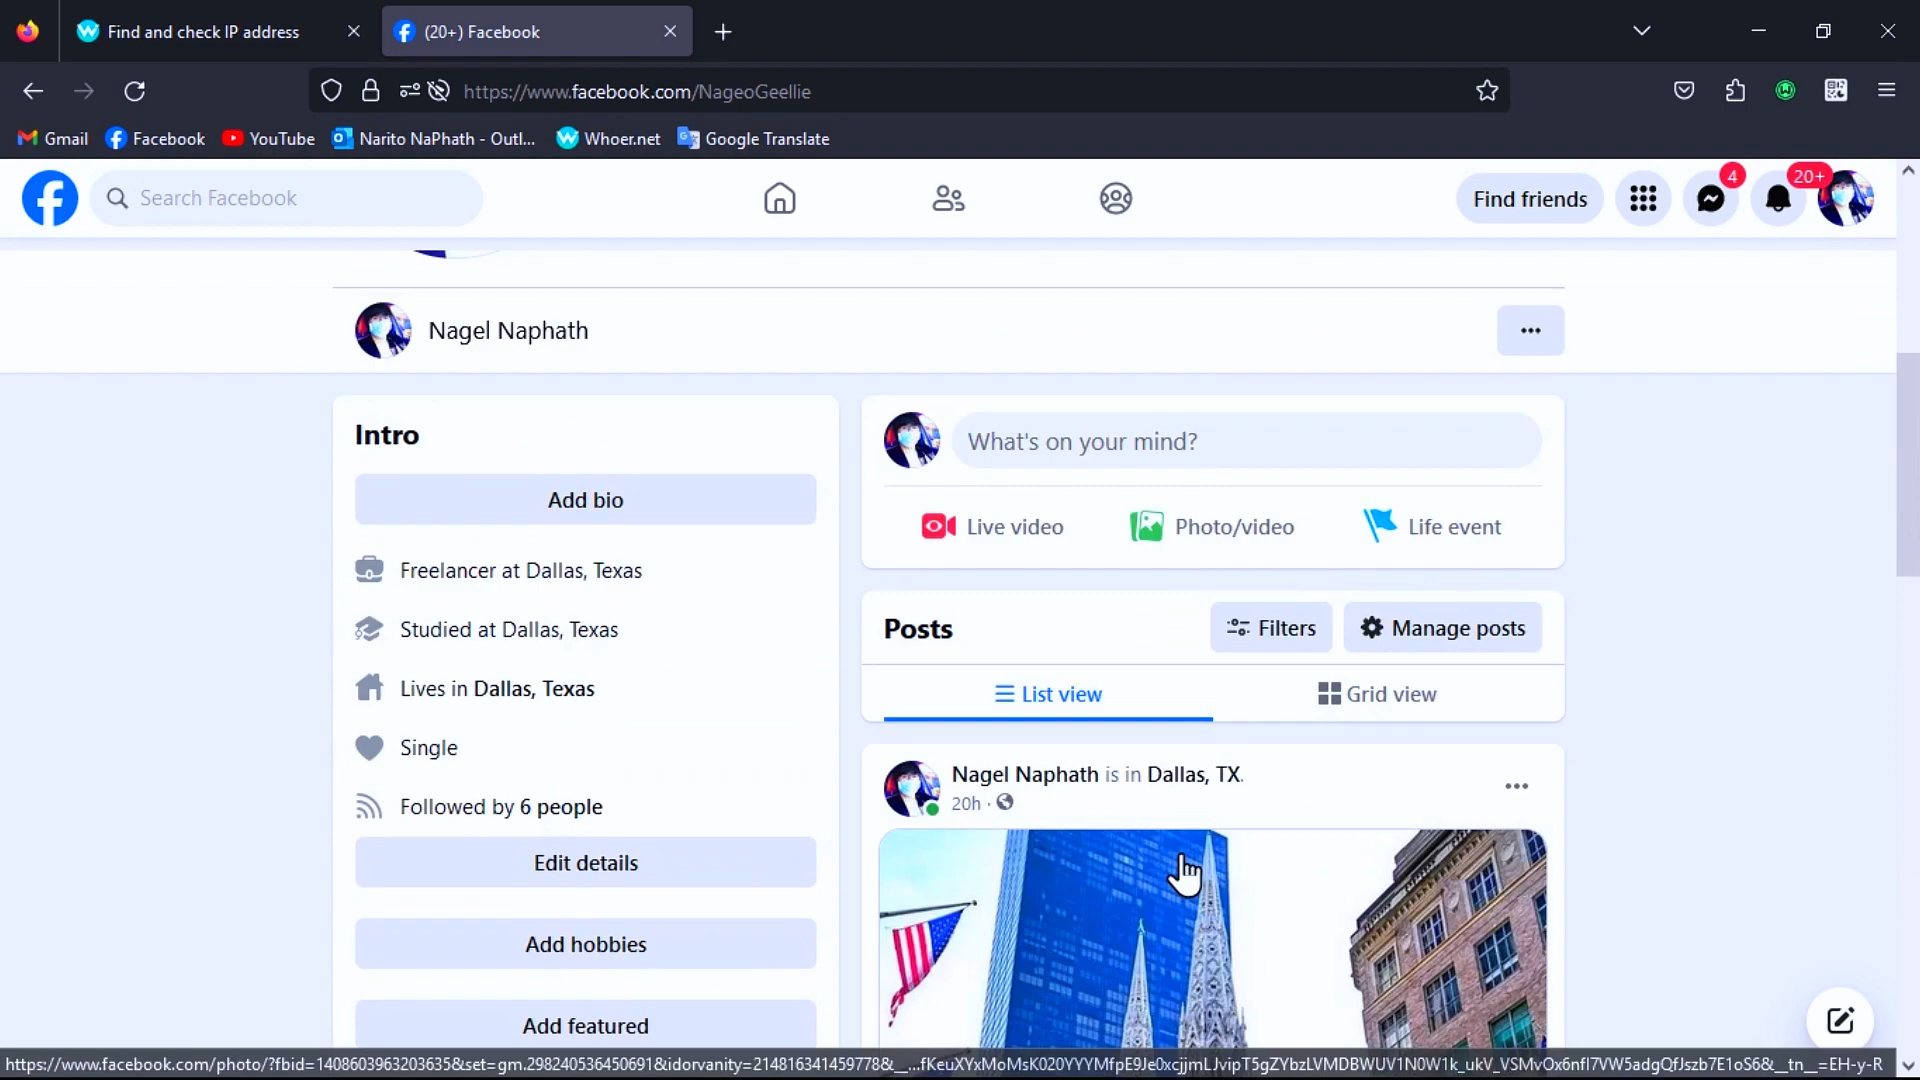 Find and check IP address
(20+) Facebook
https://www.facebook.com/NageoGeellie
Gmail
Facebook
YouTube
Narito NaPhath - Outl...
Whoer.net
Google Translate
Search Facebook
Find friends
4
20+
Nagel Naphath
Intro
Add bio
Freelancer at Dallas, Texas
Studied at Dallas, Texas
Lives in Dallas, Texas
Single
Followed by 6 people
Edit details
Add hobbies
Add featured
What's on your mind?
Live video
Photo/video
Life event
Posts
Filters
Manage posts
List view
Grid view
Nagel Naphath is in Dallas, TX.
20h ·
https://www.facebook.com/photo/?fbid=1408603963203635&set=gm.298240536450691&idorvanity=2148163414597788&__...fKeuXYxMoMsK020YYYMfpE9Je0xcjjmLJvipT5gZYbzLVMDBWUV1N0W1k_ukV_VSMvOx6nfI7VW5adgQfJszb7E1oS6&__tn__=EH-y-R